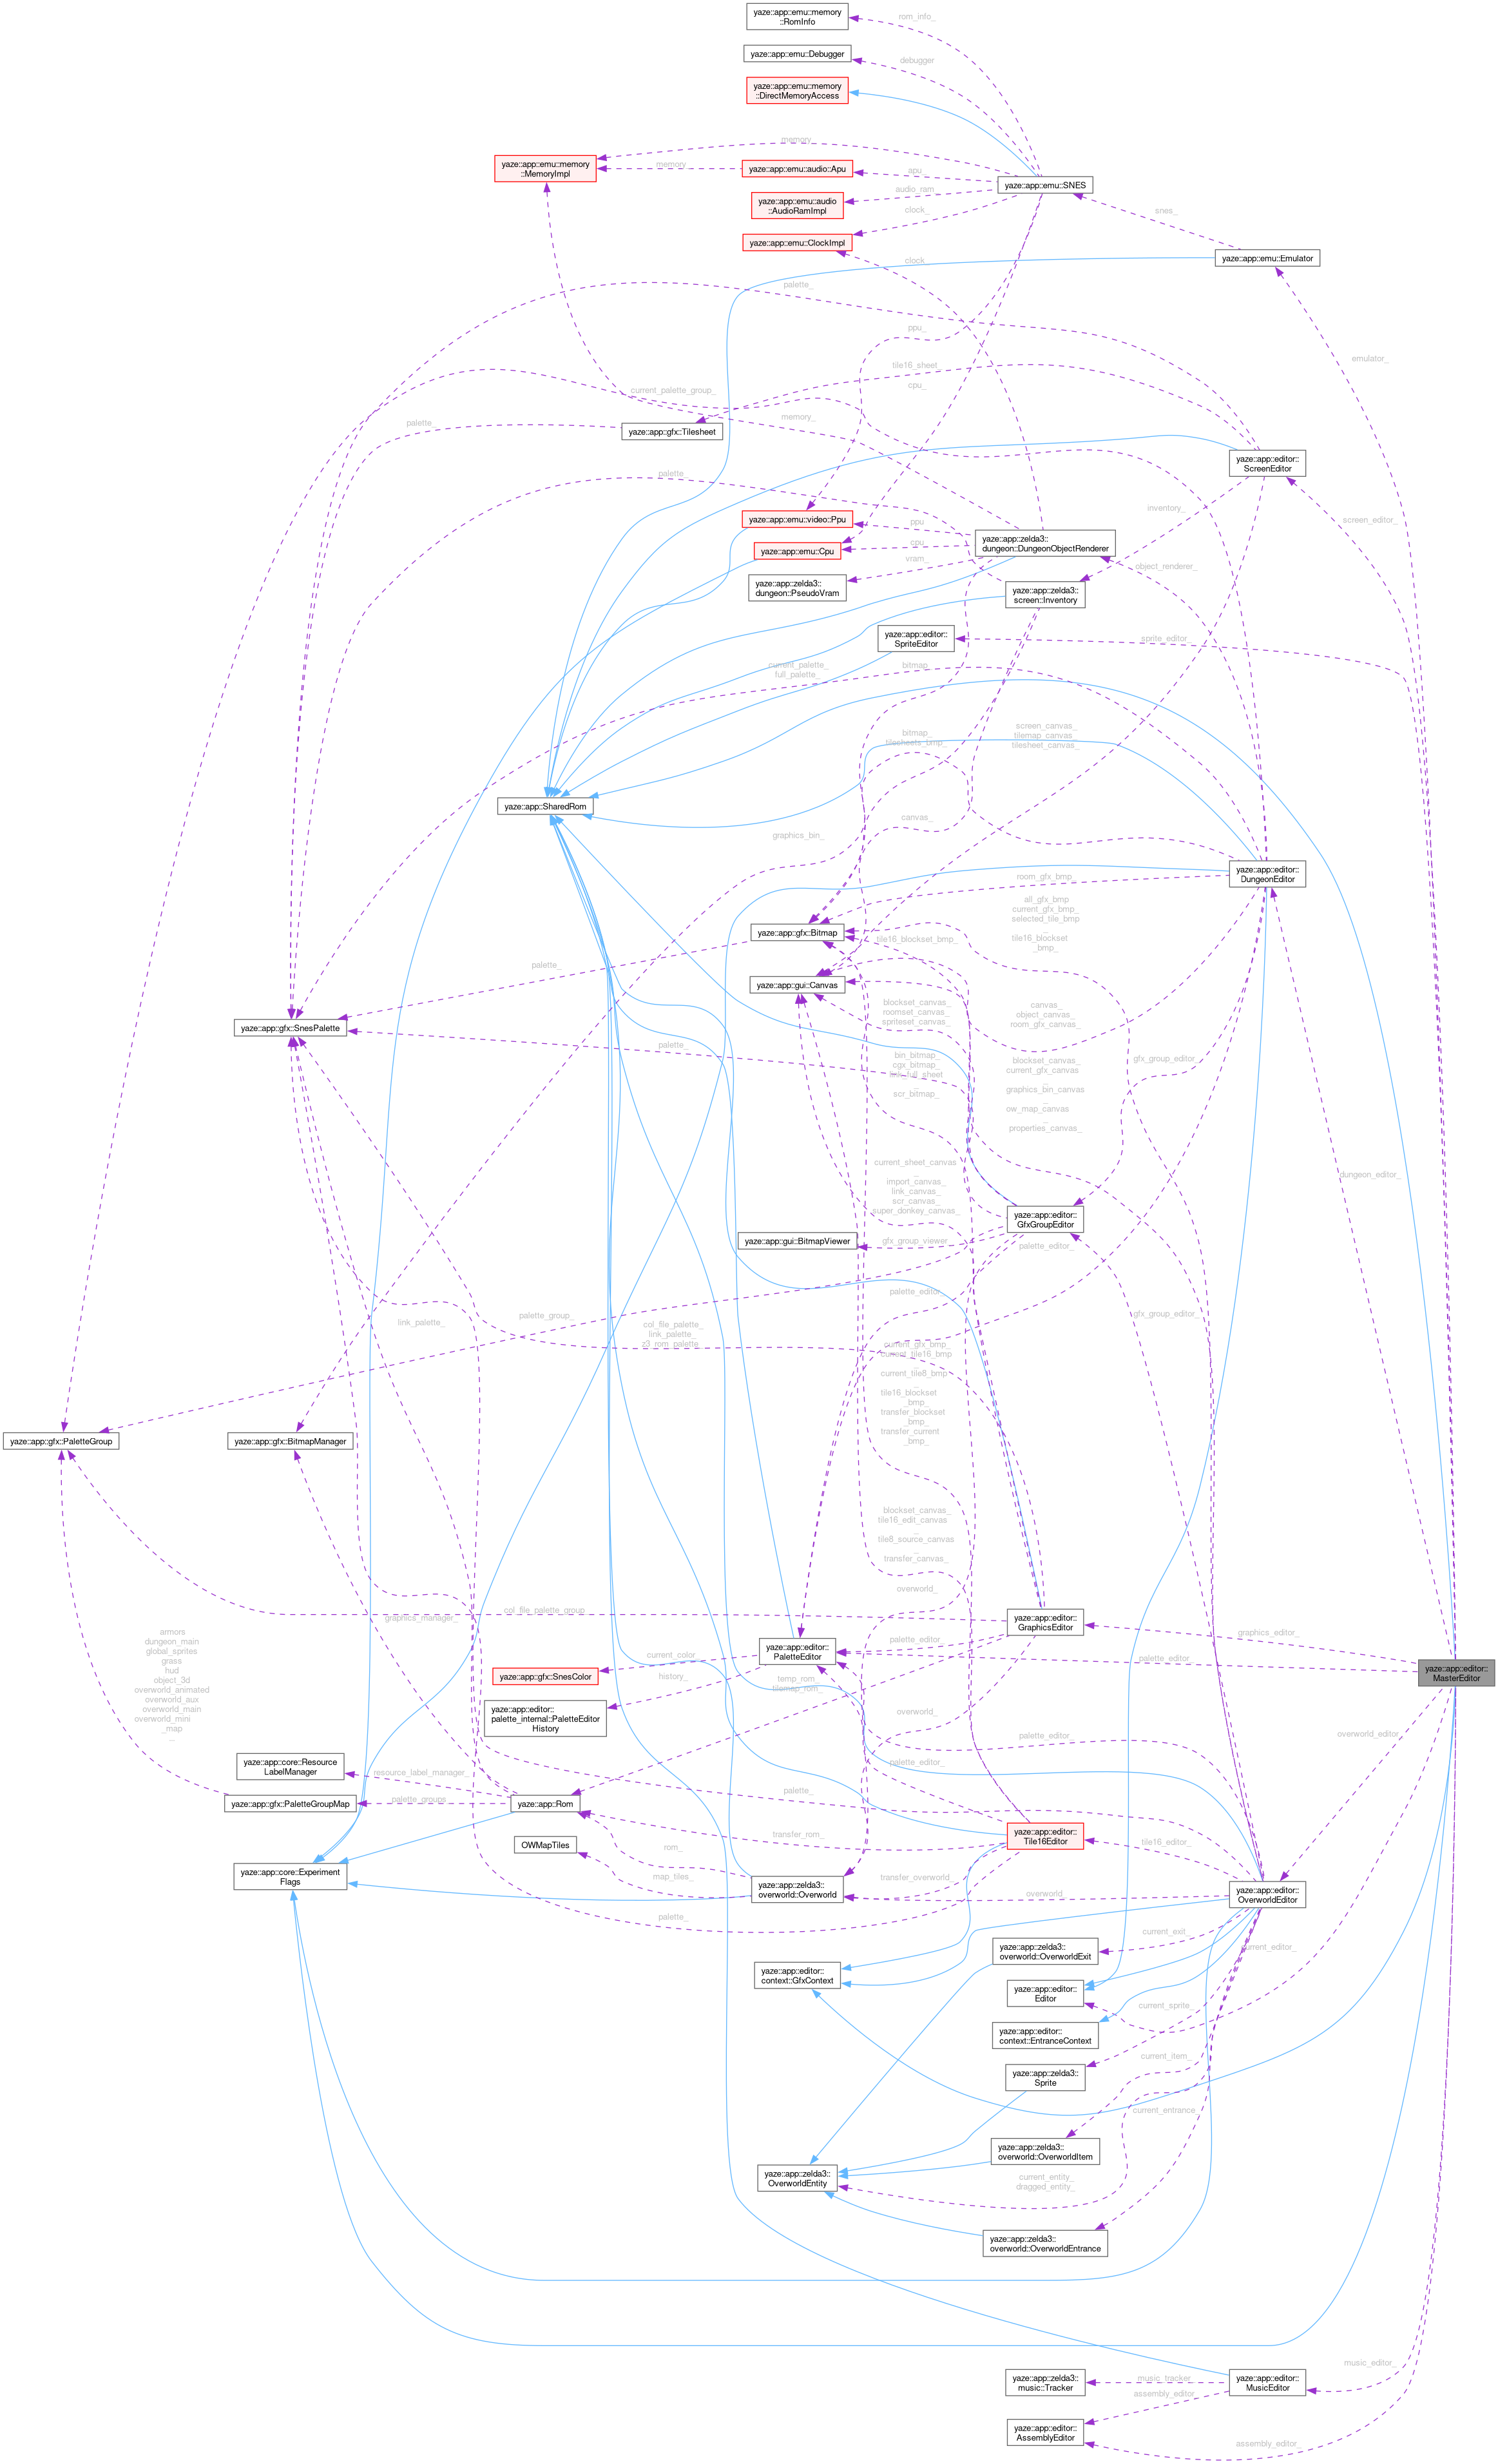 yaze::app::emu::memory
::RomInfo
rom_info_
yaze::app::emu::Debugger
debugger
yaze::app::emu::memory
::DirectMemoryAccess
memory
yaze::app::emu::memory
::MemoryImpl
memory
yaze::app::emu::audio::Apu
apu_
yaze::app::emu::SNES
audio_ram
yaze::app::emu::audio
::AudioRamImpl
clock_
snes_
yaze::app::emu::ClockImpl
clock
yaze::app::emu::Emulator
palette_
ppu_
emulator_
tile16_sheet
cpu_
current_palette_group_
memory_
palette_
yaze::app::gfx::Tilesheet
yaze::app::editor::
ScreenEditor
palette
inventory_
screen_editor_
yaze::app::emu::video::Ppu
ppu
yaze::app::zelda3::
dungeon::DungeonObjectRenderer
cpu
yaze::app::emu::Cpu
vram_
object_renderer_
yaze::app::zelda3::
dungeon::PseudoVram
yaze::app::zelda3::
screen::Inventory
yaze::app::editor::
SpriteEditor
sprite_editor_
current_palette_
full_palette_
bitmap_
screen_canvas_
tilemap_canvas_
tilesheet_canvas_
bitmap_
tilesheets_bmp_
yaze::app::SharedRom
canvas_
graphics_bin_
yaze::app::editor::
DungeonEditor
room_gfx_bmp_
all_gfx_bmp
current_gfx_bmp_
selected_tile_bmp
_
tile16_blockset
_bmp_
yaze::app::gfx::Bitmap
tile16_blockset_bmp_
palette_
yaze::app::gui::Canvas
blockset_canvas_
roomset_canvas_
spriteset_canvas_
canvas_
object_canvas_
room_gfx_canvas_
yaze::app::gfx::SnesPalette
palette_
bin_bitmap_
cgx_bitmap_
link_full_sheet
_
scr_bitmap_
blockset_canvas_
current_gfx_canvas
_
graphics_bin_canvas
_
ow_map_canvas
_
properties_canvas_
gfx_group_editor_
current_sheet_canvas
_
import_canvas_
link_canvas_
scr_canvas_
super_donkey_canvas_
dungeon_editor_
yaze::app::editor::
GfxGroupEditor
yaze::app::gui::BitmapViewer
gfx_group_viewer_
palette_editor_
palette_editor_
palette_group_
gfx_group_editor_
link_palette_
col_file_palette_
link_palette_
z3_rom_palette_
current_gfx_bmp_
current_tile16_bmp
_
current_tile8_bmp
_
tile16_blockset
_bmp_
transfer_blockset
_bmp_
transfer_current
_bmp_
yaze::app::gfx::PaletteGroup
yaze::app::gfx::BitmapManager
blockset_canvas_
tile16_edit_canvas
_
tile8_source_canvas
_
transfer_canvas_
overworld_
col_file_palette_group
yaze::app::editor::
GraphicsEditor
graphics_manager_
graphics_editor_
palette_editor_
palette_editor_
yaze::app::editor::
PaletteEditor
yaze::app::editor::
MasterEditor
current_color_
yaze::app::gfx::SnesColor
history_
temp_rom_
tilemap_rom_
yaze::app::editor::
palette_internal::PaletteEditor
History
armors
dungeon_main
global_sprites
grass
hud
object_3d
overworld_animated
overworld_aux
overworld_main
overworld_mini
_map
...
overworld_
palette_editor_
overworld_editor_
yaze::app::core::Resource
LabelManager
resource_label_manager_
palette_editor_
palette_
yaze::app::gfx::PaletteGroupMap
palette_groups
yaze::app::Rom
transfer_rom_
yaze::app::editor::
Tile16Editor
tile16_editor_
OWMapTiles
rom_
map_tiles_
yaze::app::core::Experiment
Flags
yaze::app::zelda3::
overworld::Overworld
transfer_overworld_
overworld_
yaze::app::editor::
OverworldEditor
palette_
current_exit_
current_editor_
yaze::app::zelda3::
overworld::OverworldExit
yaze::app::editor::
context::GfxContext
yaze::app::editor::
Editor
current_sprite_
yaze::app::editor::
context::EntranceContext
current_item_
yaze::app::zelda3::
Sprite
current_entrance_
yaze::app::zelda3::
overworld::OverworldItem
yaze::app::zelda3::
OverworldEntity
current_entity_
dragged_entity_
yaze::app::zelda3::
overworld::OverworldEntrance
music_editor_
yaze::app::zelda3::
music::Tracker
music_tracker_
yaze::app::editor::
MusicEditor
assembly_editor_
yaze::app::editor::
AssemblyEditor
assembly_editor_